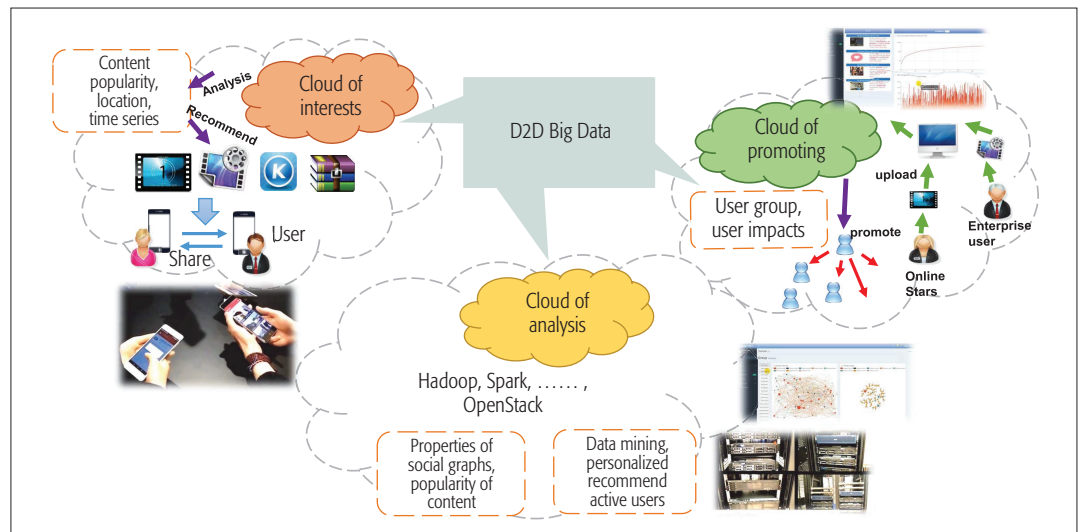 Content
popularity,
location,
time series
Analysis
Recommend
Cloud of
interests
K
Share
User
D2D Big Data
Cloud of
promoting
User group,
user impacts
promote
upload
Enterprise
user
Online
Stars
Cloud of
analysis
Hadoop, Spark, …… ,
OpenStack
Properties of
social graphs,
popularity of
content
Data mining,
personalized
recommend
active users